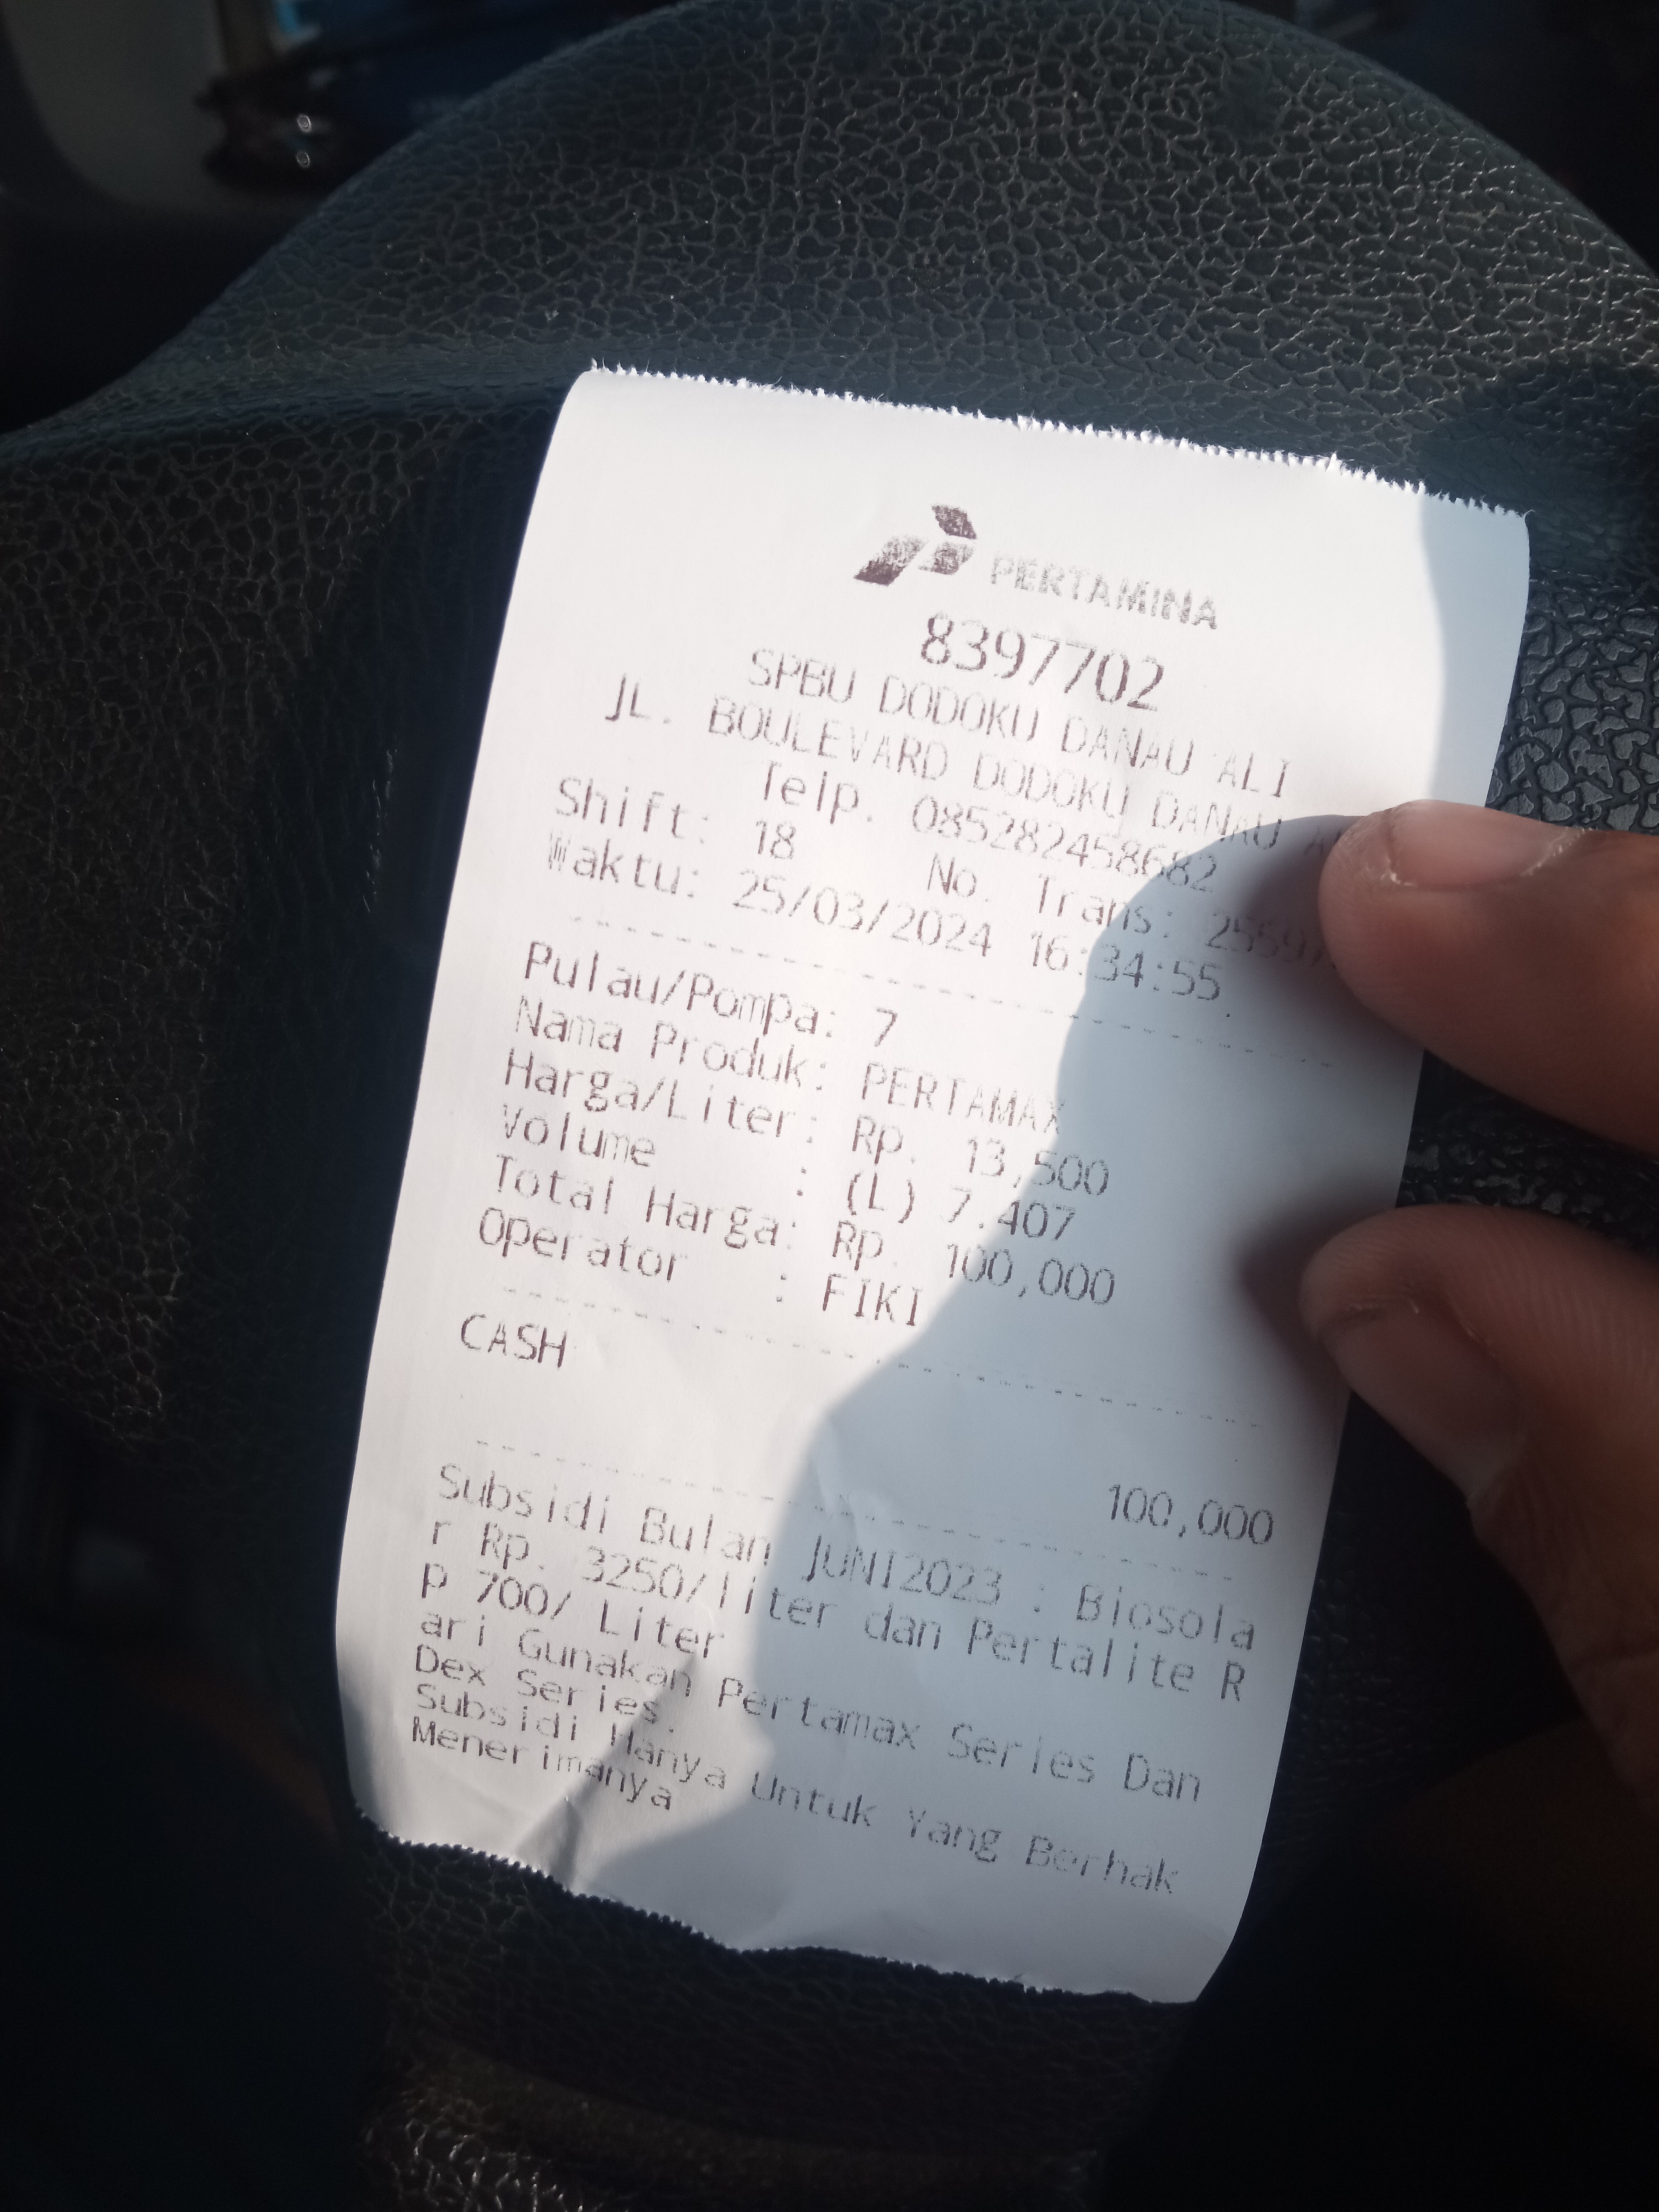 PERTAMINA
8397702
SPBU DODOKU DANAU ALI
JL. BOULEVARD DODOKU DANAU
Telp. 085282458682
Shift: 18 No. Trans:
Waktu: 25/03/2024 16:34:55
Pulau/Pompa: 7
Nama Produk: PERTAMAX
Harga/Liter: Rp. 13,500
Volume : (L) 7.407
Total Harga: Rp. 100,000
Operator : FIKI
CASH
100,000
Subsidi Bulan JUNI2023 : Biosola
r Rp. 3250/liter dan Pertalite R
p 700/ Liter
ari Gunakan Pertamax Series Dan
Dex Series.
Subsidi Hanya Untuk Yang Berhak
Menerimanya